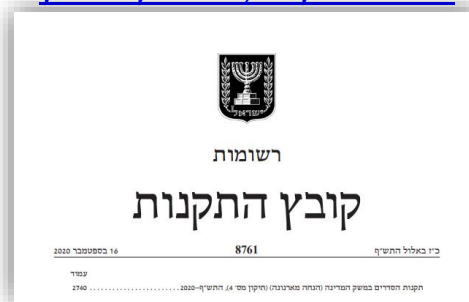 רשומות
קובץ התקנות
כ"ז באלול התש"ף 8761 16 בספטמבר 2020
עמוד
תקנות הסדרים במשק המדינה (הנחה מארנונה) (תיקון מס' 4), התש"ף–2020 2740